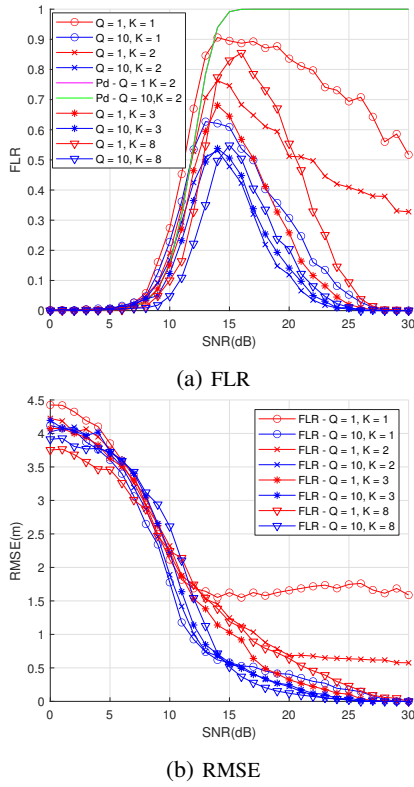 1
0.9
0.8
0.7
0.6
0.5
0.4
0.3
0.2
0.1
0
FLR
Q = 1, K = 1
Q = 10, K = 1
Q = 1, K = 2
Q = 10, K = 2
Pd - Q = 1 K = 2
Pd - Q = 10,K = 2
Q = 1, K = 3
Q = 10, K = 3
Q = 1, K = 8
Q = 10, K = 8
0 5 10 15 20 25 30
SNR(dB)
(a) FLR
4.5
4
3.5
3
2.5
2
1.5
1
0.5
0
RMSE(m)
FLR - Q = 1, K = 1
FLR - Q = 10, K = 1
FLR - Q = 1, K = 2
FLR - Q = 10, K = 2
FLR - Q = 1, K = 3
FLR - Q = 10, K = 3
FLR - Q = 1, K = 8
FLR - Q = 10, K = 8
0 5 10 15 20 25 30
SNR(dB)
(b) RMSE